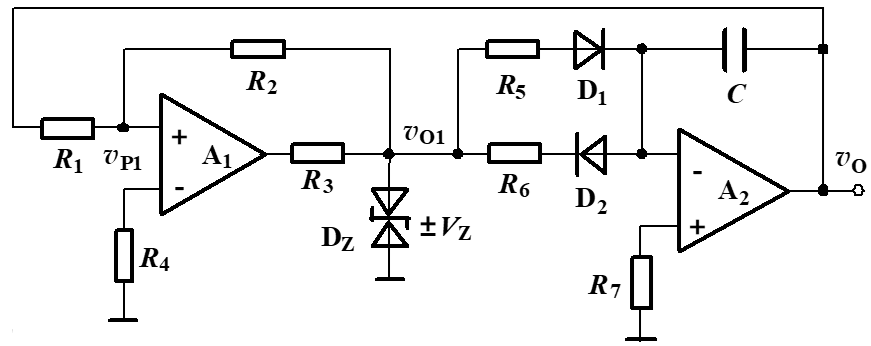 R2
R5
D1
C
R1
vP1
+
A1
-
R3
vO1
R6
D2
-
A2
+
vO
R4
DZ
±VZ
R7